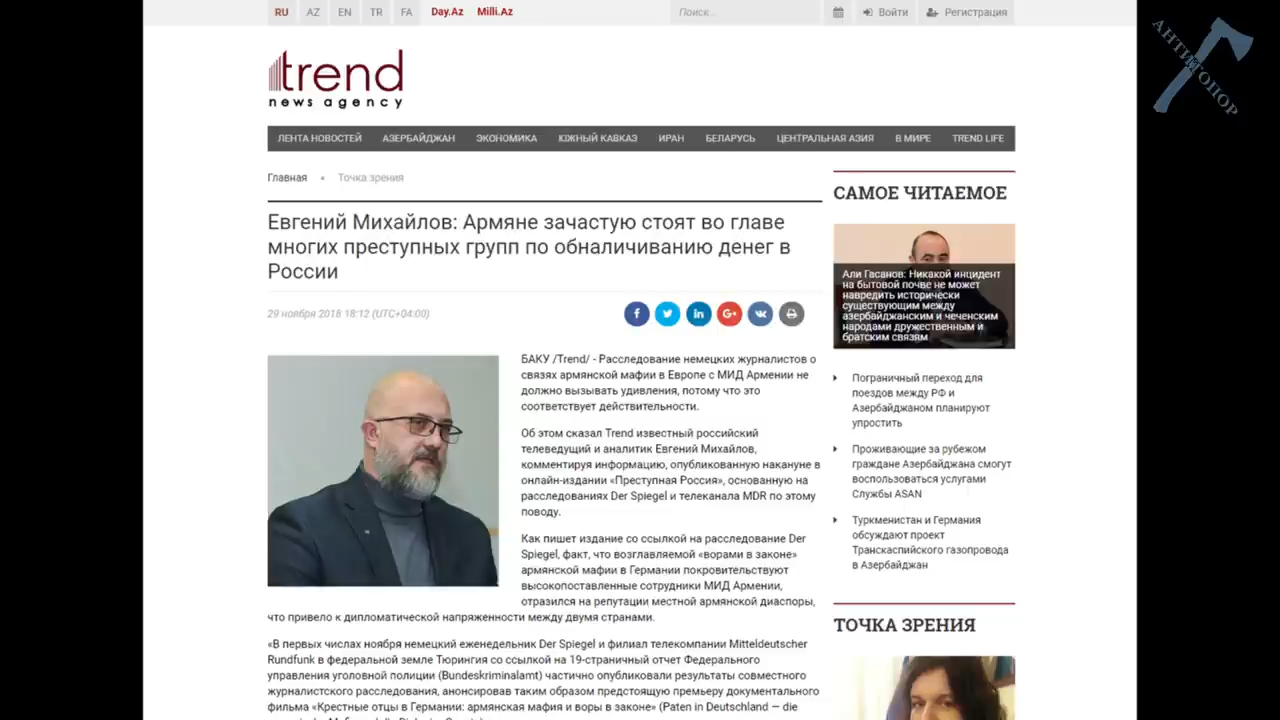 RU AZ EN TR FA Day.Az Milli.Az Поиск... Войти Регистрация
АНТИТОПОР
trend
news agency
ЛЕНТА НОВОСТЕЙ АЗЕРБАЙДЖАН ЭКОНОМИКА ЮЖНЫЙ КАВКАЗ ИРАН БЕЛАРУСЬ ЦЕНТРАЛЬНАЯ АЗИЯ В МИРЕ TREND LIFE
Главная • Точка зрения
Евгений Михайлов: Армяне зачастую стоят во главе
многих преступных групп по обналичиванию денег в
России
29 ноября 2018 18:12 (UTC+04:00)
БАКУ /Trend/ - Расследование немецких журналистов о
связях армянской мафии в Европе с МИД Армении не
должно вызывать удивления, потому что это
соответствует действительности.
Об этом сказал Trend известный российский
телеведущий и аналитик Евгений Михайлов,
комментируя информацию, опубликованную накануне в
онлайн-издании «Преступная Россия», основанную на
расследованиях Der Spiegel и телеканала MDR по этому
поводу.
Как пишет издание со ссылкой на расследование Der
Spiegel, факт, что возглавляемой «ворами в законе»
армянской мафии в Германии покровительствуют
высокопоставленные сотрудники МИД Армении,
отразился на репутации местной армянской диаспоры,
что привело к дипломатической напряженности между двумя странами.
«В первых числах ноября немецкий еженедельник Der Spiegel и филиал телекомпании Mitteldeutscher
Rundfunk в федеральной земле Тюрингия со ссылкой на 19-страничный отчет Федерального
управления уголовной полиции (Bundeskriminalamt) частично опубликовали результаты совместного
журналистского расследования, анонсировав таким образом предстоящую премьеру документального
фильма «Крестные отцы в Германии: армянская мафия и воры в законе» (Paten in Deutschland — die
САМОЕ ЧИТАЕМОЕ
Али Гасанов: Никакой инцидент
на бытовой почве не может
навредить исторически
существующим между
азербайджанским и чеченским
народами дружественным и
братским связям
Пограничный переход для
поездов между РФ и
Азербайджаном планируют
упростить
Проживающие за рубежом
граждане Азербайджана смогут
воспользоваться услугами
Службы ASAN
Туркменистан и Германия
обсуждают проект
Транскаспийского газопровода
в Азербайджан
ТОЧКА ЗРЕНИЯ